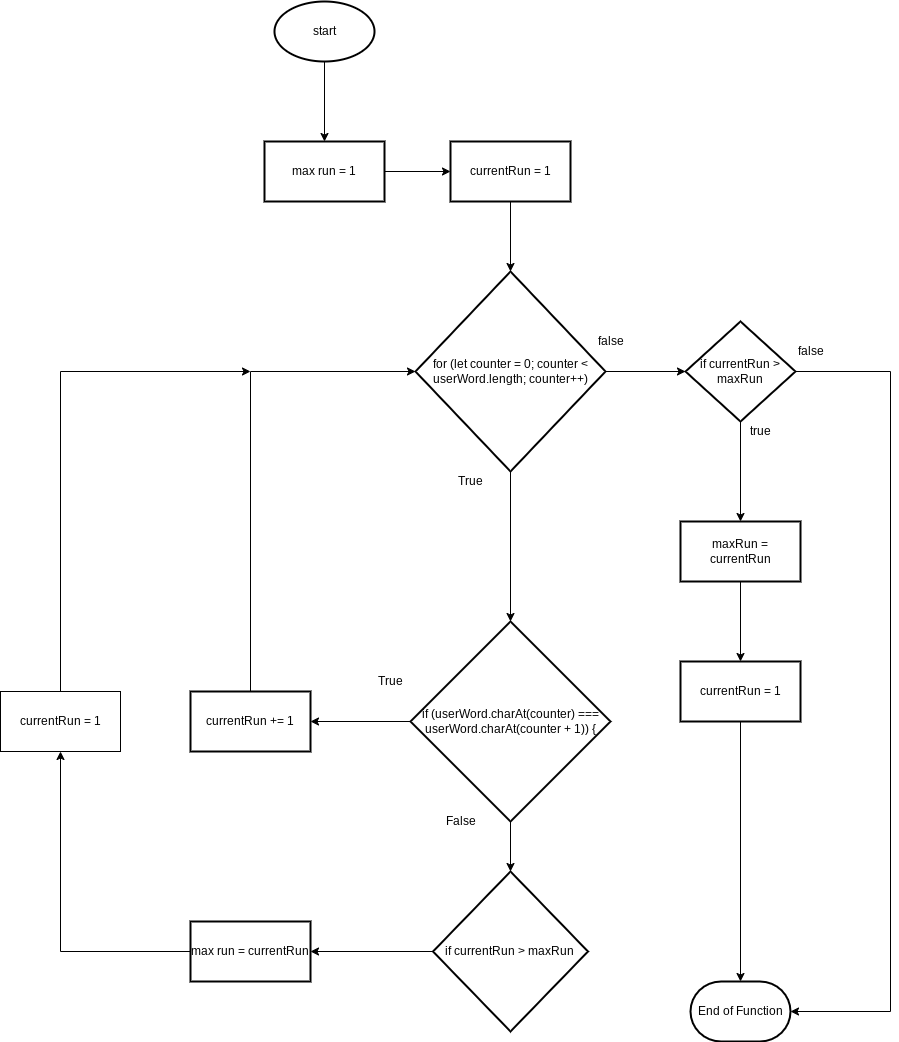 start
max run = 1
currentRun = 1
for (let counter = 0; counter <
userWord.length; counter++)
false
if currentRun >
maxRun
false
true
True
maxRun =
currentRun
True
if (userWord.charAt(counter) ===
userWord.charAt(counter + 1)) {
currentRun = 1
currentRun += 1
currentRun = 1
False
max run = currentRun
if currentRun > maxRun
End of Function